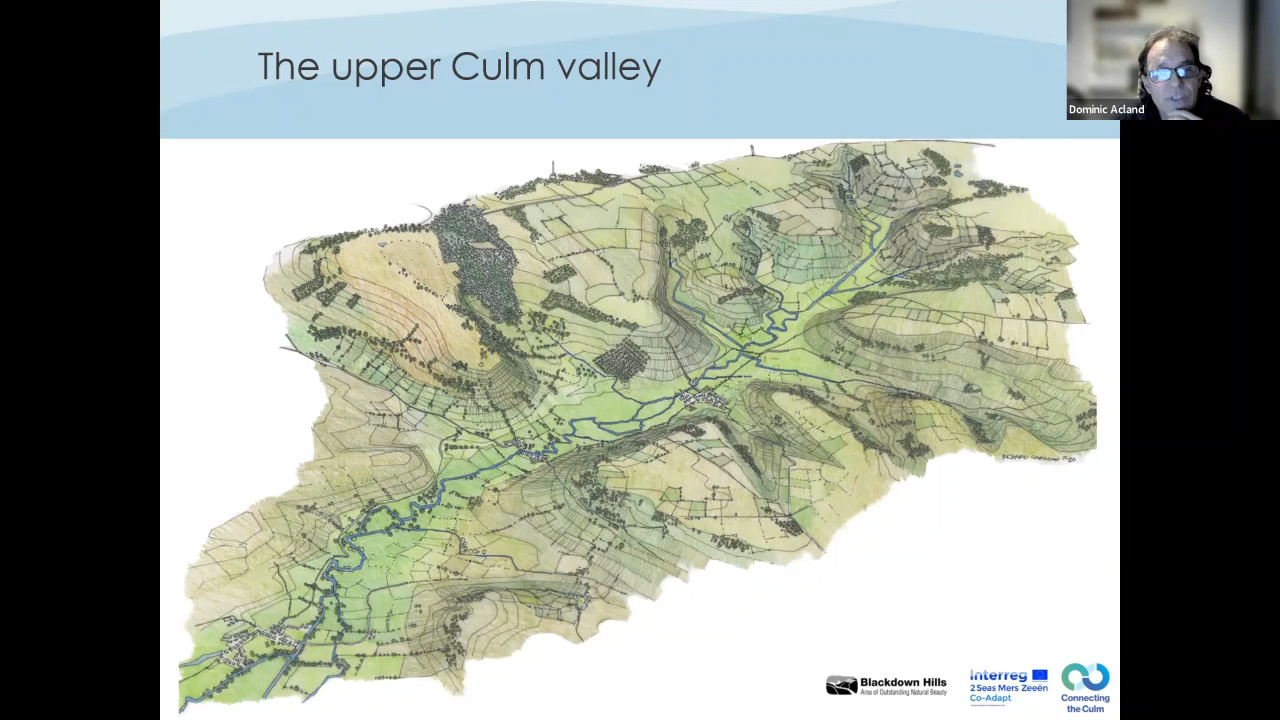 The upper Culm valley
Dominic Acland
Blackdown Hills
Area of Outstanding Natural Beauty
Interreg
2 Seas Mers Zeeën
Co-Adapt
Connecting
the Culm